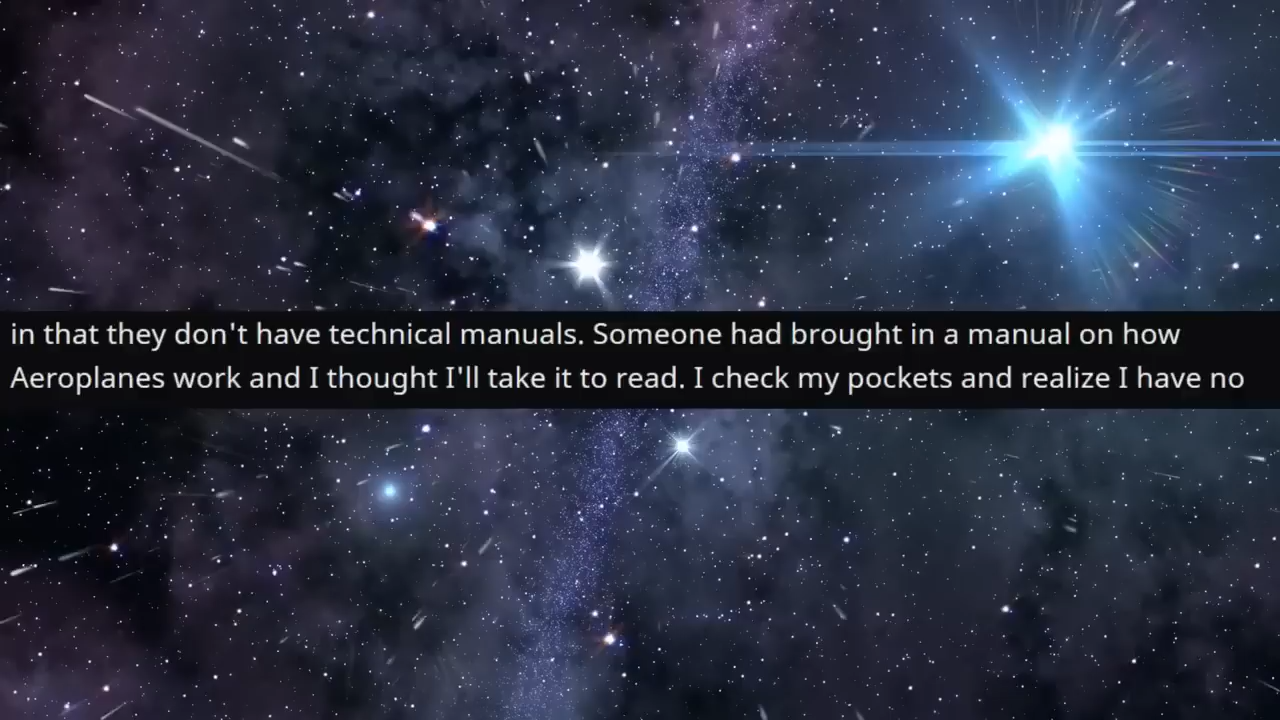 in that they don't have technical manuals. Someone had brought in a manual on how
Aeroplanes work and I thought I'll take it to read. I check my pockets and realize I have no